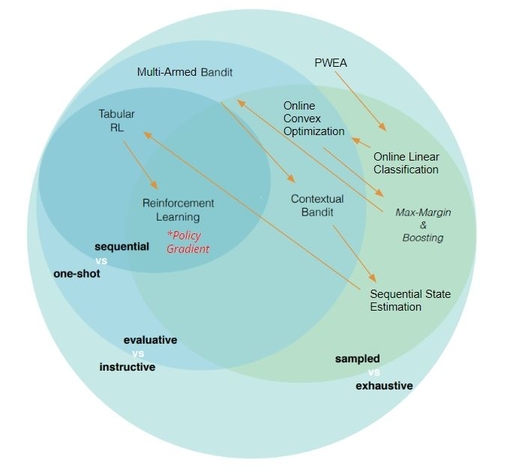 PWEA
Multi-Armed Bandit
Online
Convex
Optimization
Tabular
RL
Online Linear
Classification
Reinforcement
Learning
Contextual
Bandit
Max-Margin
&
Boosting
*Policy
Gradient
sequential
vs
one-shot
Sequential State
Estimation
evaluative
vs
instructive
sampled
vs
exhaustive